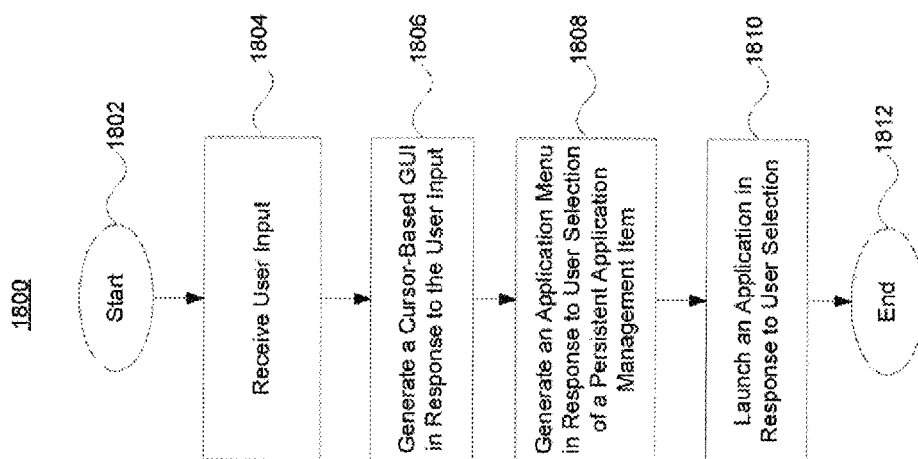 1800
Start
1802
Receive User Input
1804
Generate a Cursor-Based GUI
in Response to the User Input
1806
Generate an Application Menu
in Response to User Selection
of a Persistent Application
Management Item
1808
Launch an Application in
Response to User Selection
1810
End
1812